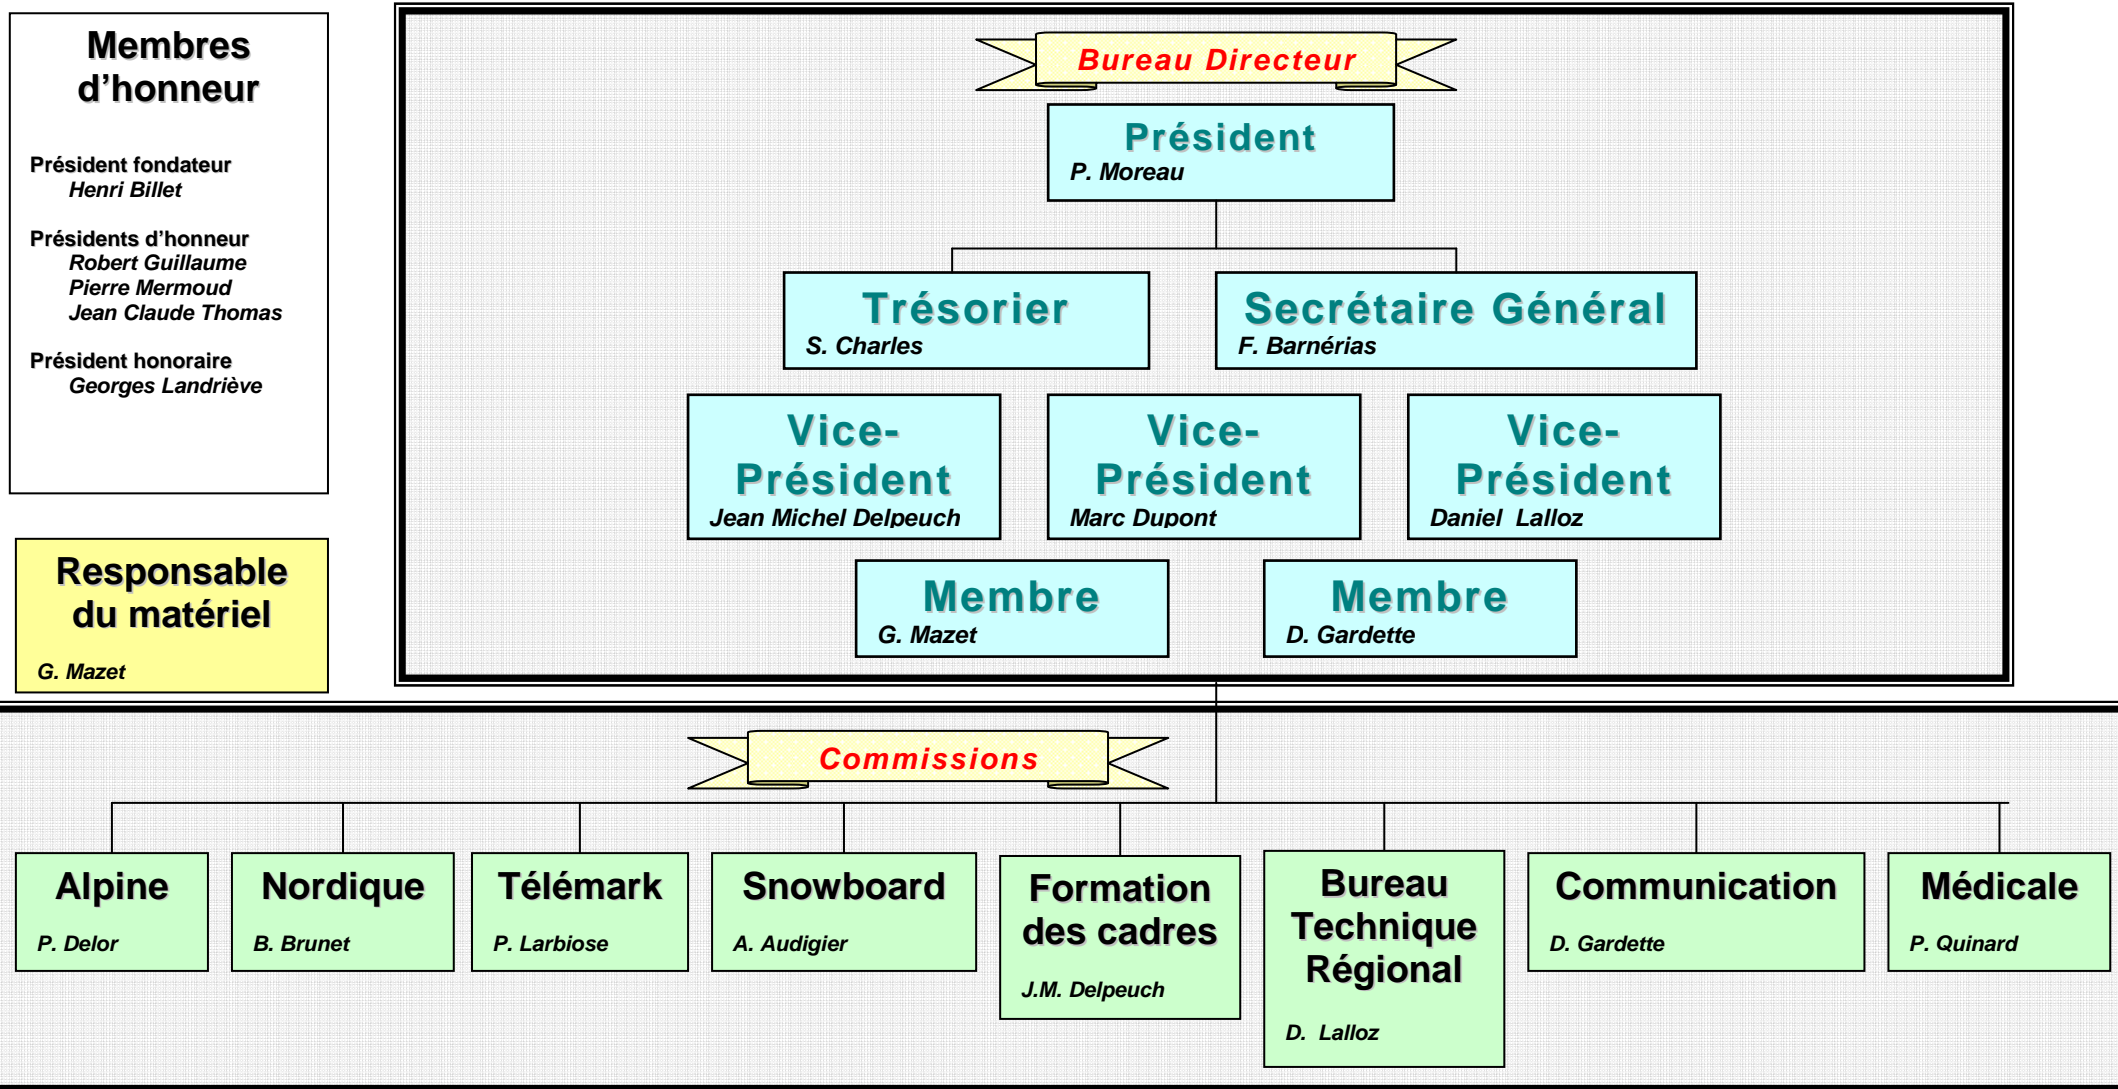 Membres
d'honneur
Président fondateur
Henri Billet
Présidents d'honneur
Robert Guillaume
Pierre Mermoud
Jean Claude Thomas
Président honoraire
Georges Landriève
Responsable
du matériel
G. Mazet
Bureau Directeur
Président
P. Moreau
Trésorier
S. Charles
Secrétaire Général
F. Barnérias
Vice-
Président
Jean Michel Delpeuch
Vice-
Président
Marc Dupont
Vice-
Président
Daniel Lalloz
Membre
G. Mazet
Membre
D. Gardette
Commissions
Alpine
P. Delor
Nordique
B. Brunet
Télémark
P. Larbiose
Snowboard
A. Audigier
Formation
des cadres
J.M. Delpeuch
Bureau
Technique
Régional
D. Lalloz
Communication
D. Gardette
Médicale
P. Quinard